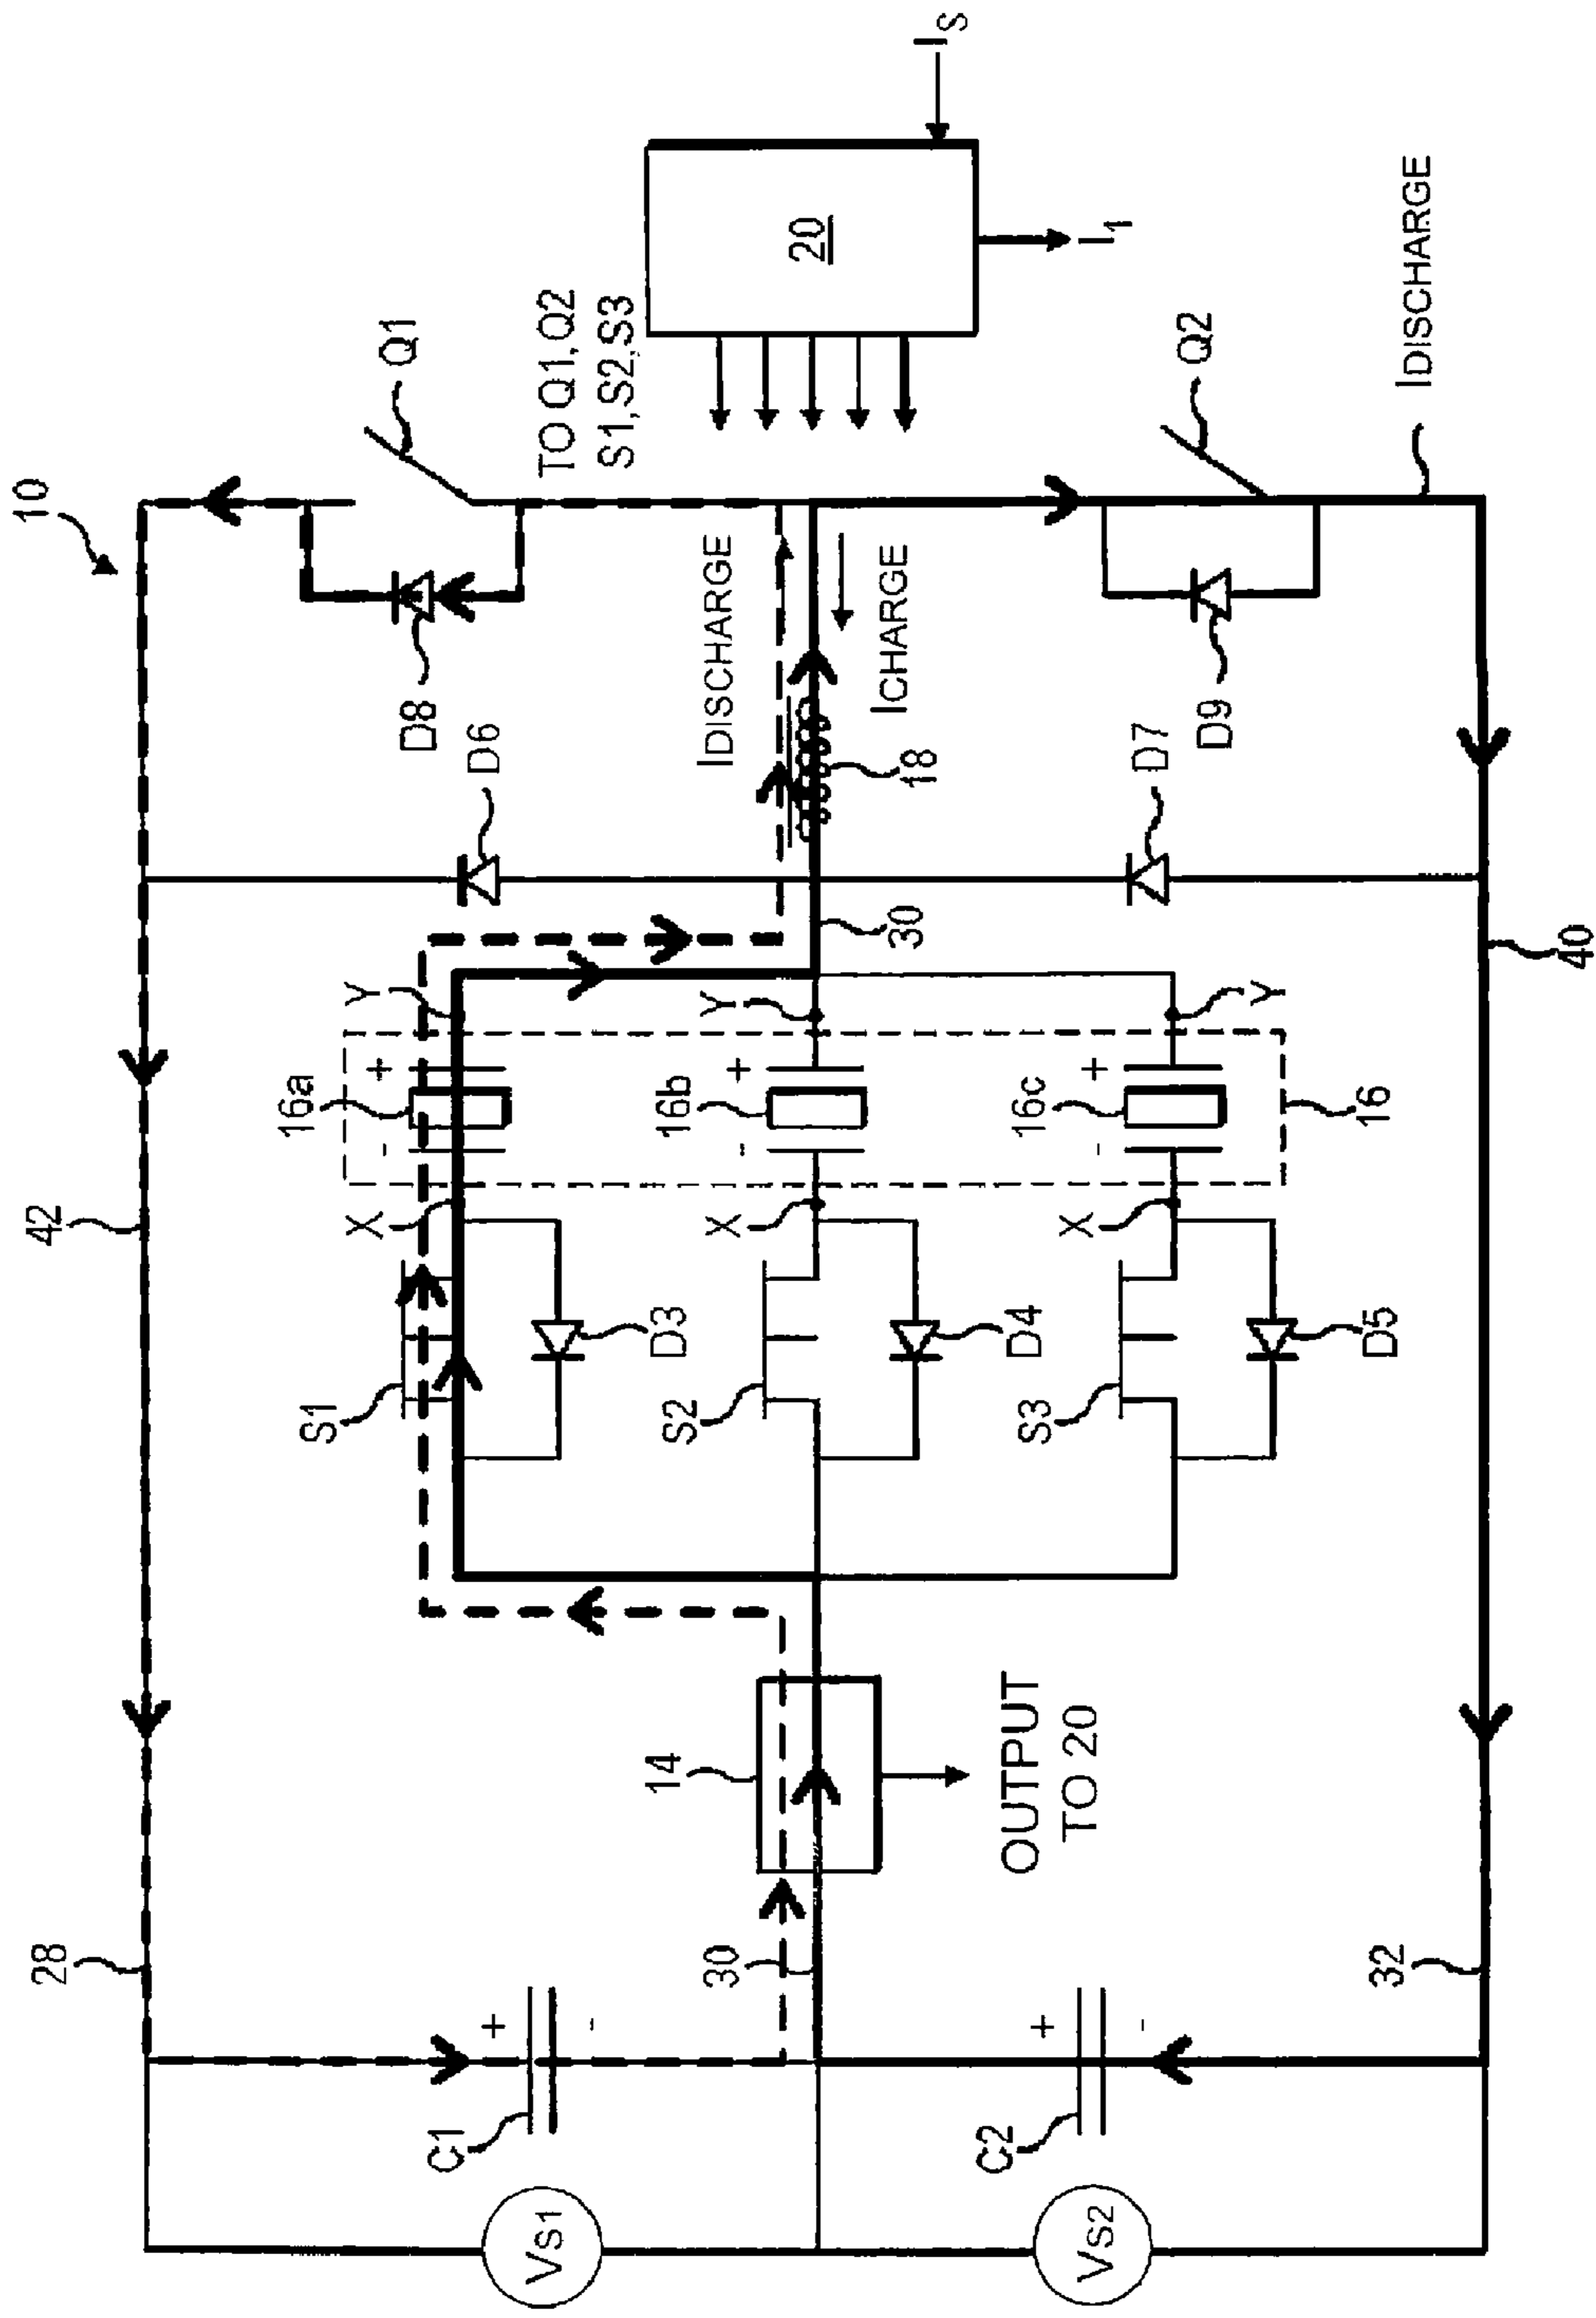 10
42
28
Q1
D8
D6
TO Q1,Q2
S1,S2,S3
20
IS
I1
IDISCHARGE
ICHARGE
18
30
Y
16a
+
-
X
S1
D3
Y
16b
+
-
X
S2
D4
Y
16c
+
-
X
S3
D5
16
14
OUTPUT
TO 20
30
C1
+
-
VS1
C2
+
-
VS2
32
40
D7
D9
Q2
IDISCHARGE